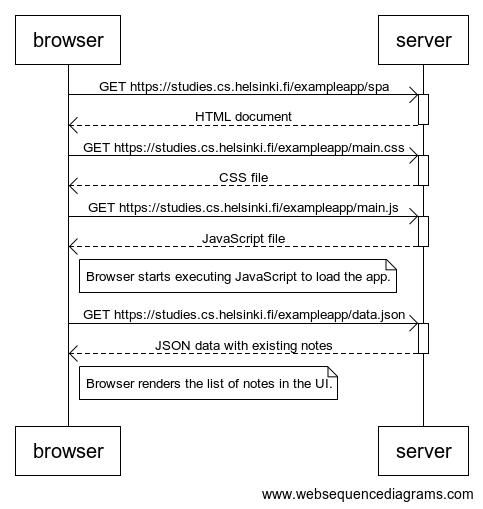 browser
server
GET https://studies.cs.helsinki.fi/exampleapp/spa
HTML document
GET https://studies.cs.helsinki.fi/exampleapp/main.css
CSS file
GET https://studies.cs.helsinki.fi/exampleapp/main.js
JavaScript file
Browser starts executing JavaScript to load the app.
GET https://studies.cs.helsinki.fi/exampleapp/data.json
JSON data with existing notes
Browser renders the list of notes in the UI.
browser
server
www.websequencediagrams.com